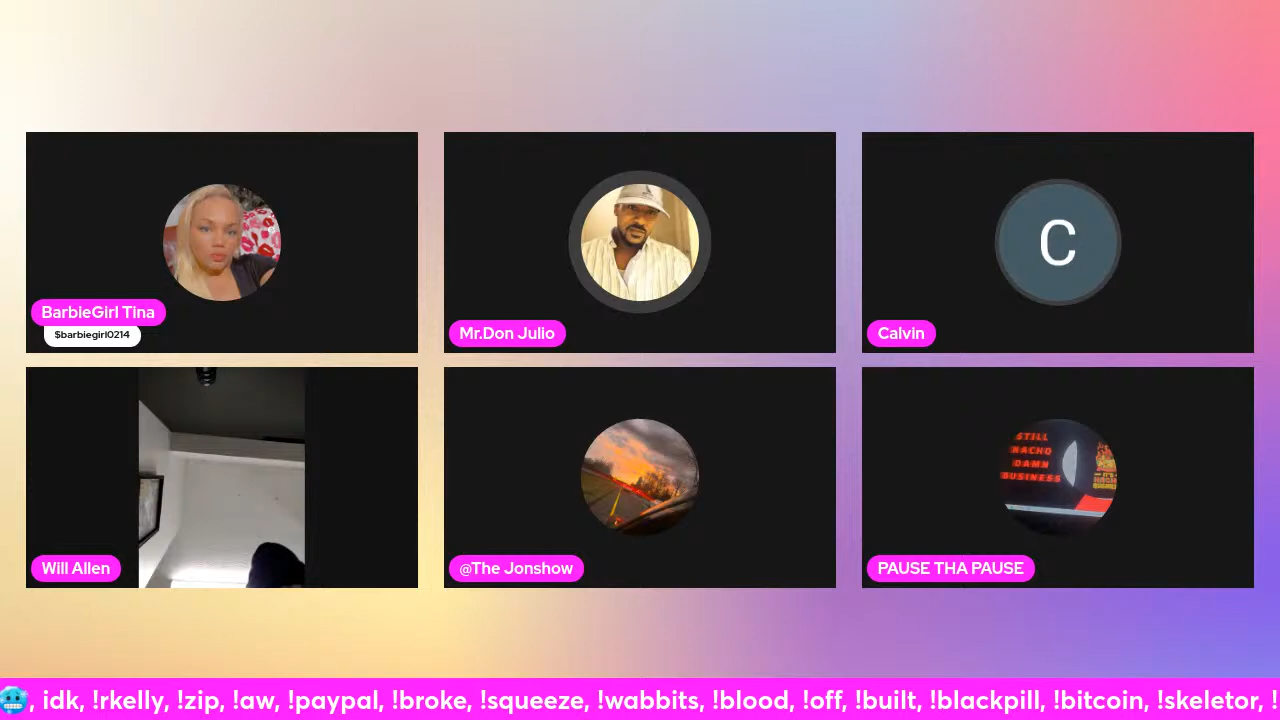 BarbieGirl Tina
$barbiegirl0214
Mr.Don Julio
C
Calvin
Will Allen
@The Jonshow
STILL
NACHO
DAMN
BUSINESS
PAUSE THA PAUSE
🥶, idk, !rkelly, !zip, !aw, !paypal, !broke, !squeeze, !wabbits, !blood, !off, !built, !blackpill, !bitcoin, !skeletor, !